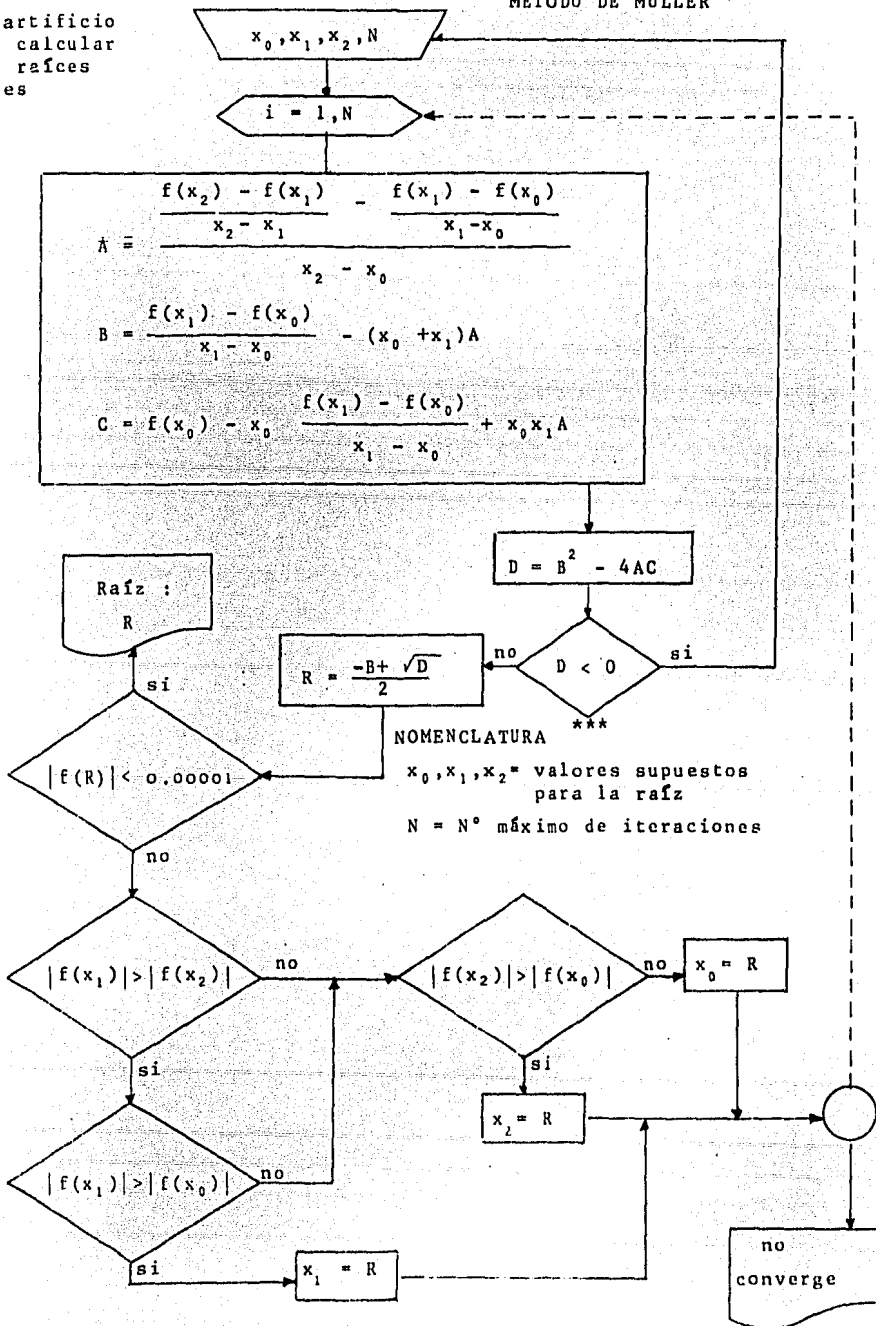 METODO DE MULLER
artificio
calcular
raíces
es
x₀,x₁,x₂,N
i = 1,N
A = ((f(x₂) - f(x₁))/(x₂ - x₁) - (f(x₁) - f(x₀))/(x₁-x₀))/(x₂ - x₀)
B = (f(x₁) - f(x₀))/(x₁ - x₀) - (x₀ +x₁)A
C = f(x₀) - x₀ (f(x₁) - f(x₀))/(x₁ - x₀) + x₀x₁A
D = B² - 4AC
Raíz :
R
R = (-B+ √D)/2
no
D < 0
si
***
si
NOMENCLATURA
|f(R)| < 0.00001
x₀,x₁,x₂= valores supuestos
para la raíz
N = N° máximo de iteraciones
no
|f(x₁)|>|f(x₂)|
no
|f(x₂)|>|f(x₀)|
no
x₀= R
si
si
x₂= R
|f(x₁)|>|f(x₀)|
no
si
x₁ = R
no
converge